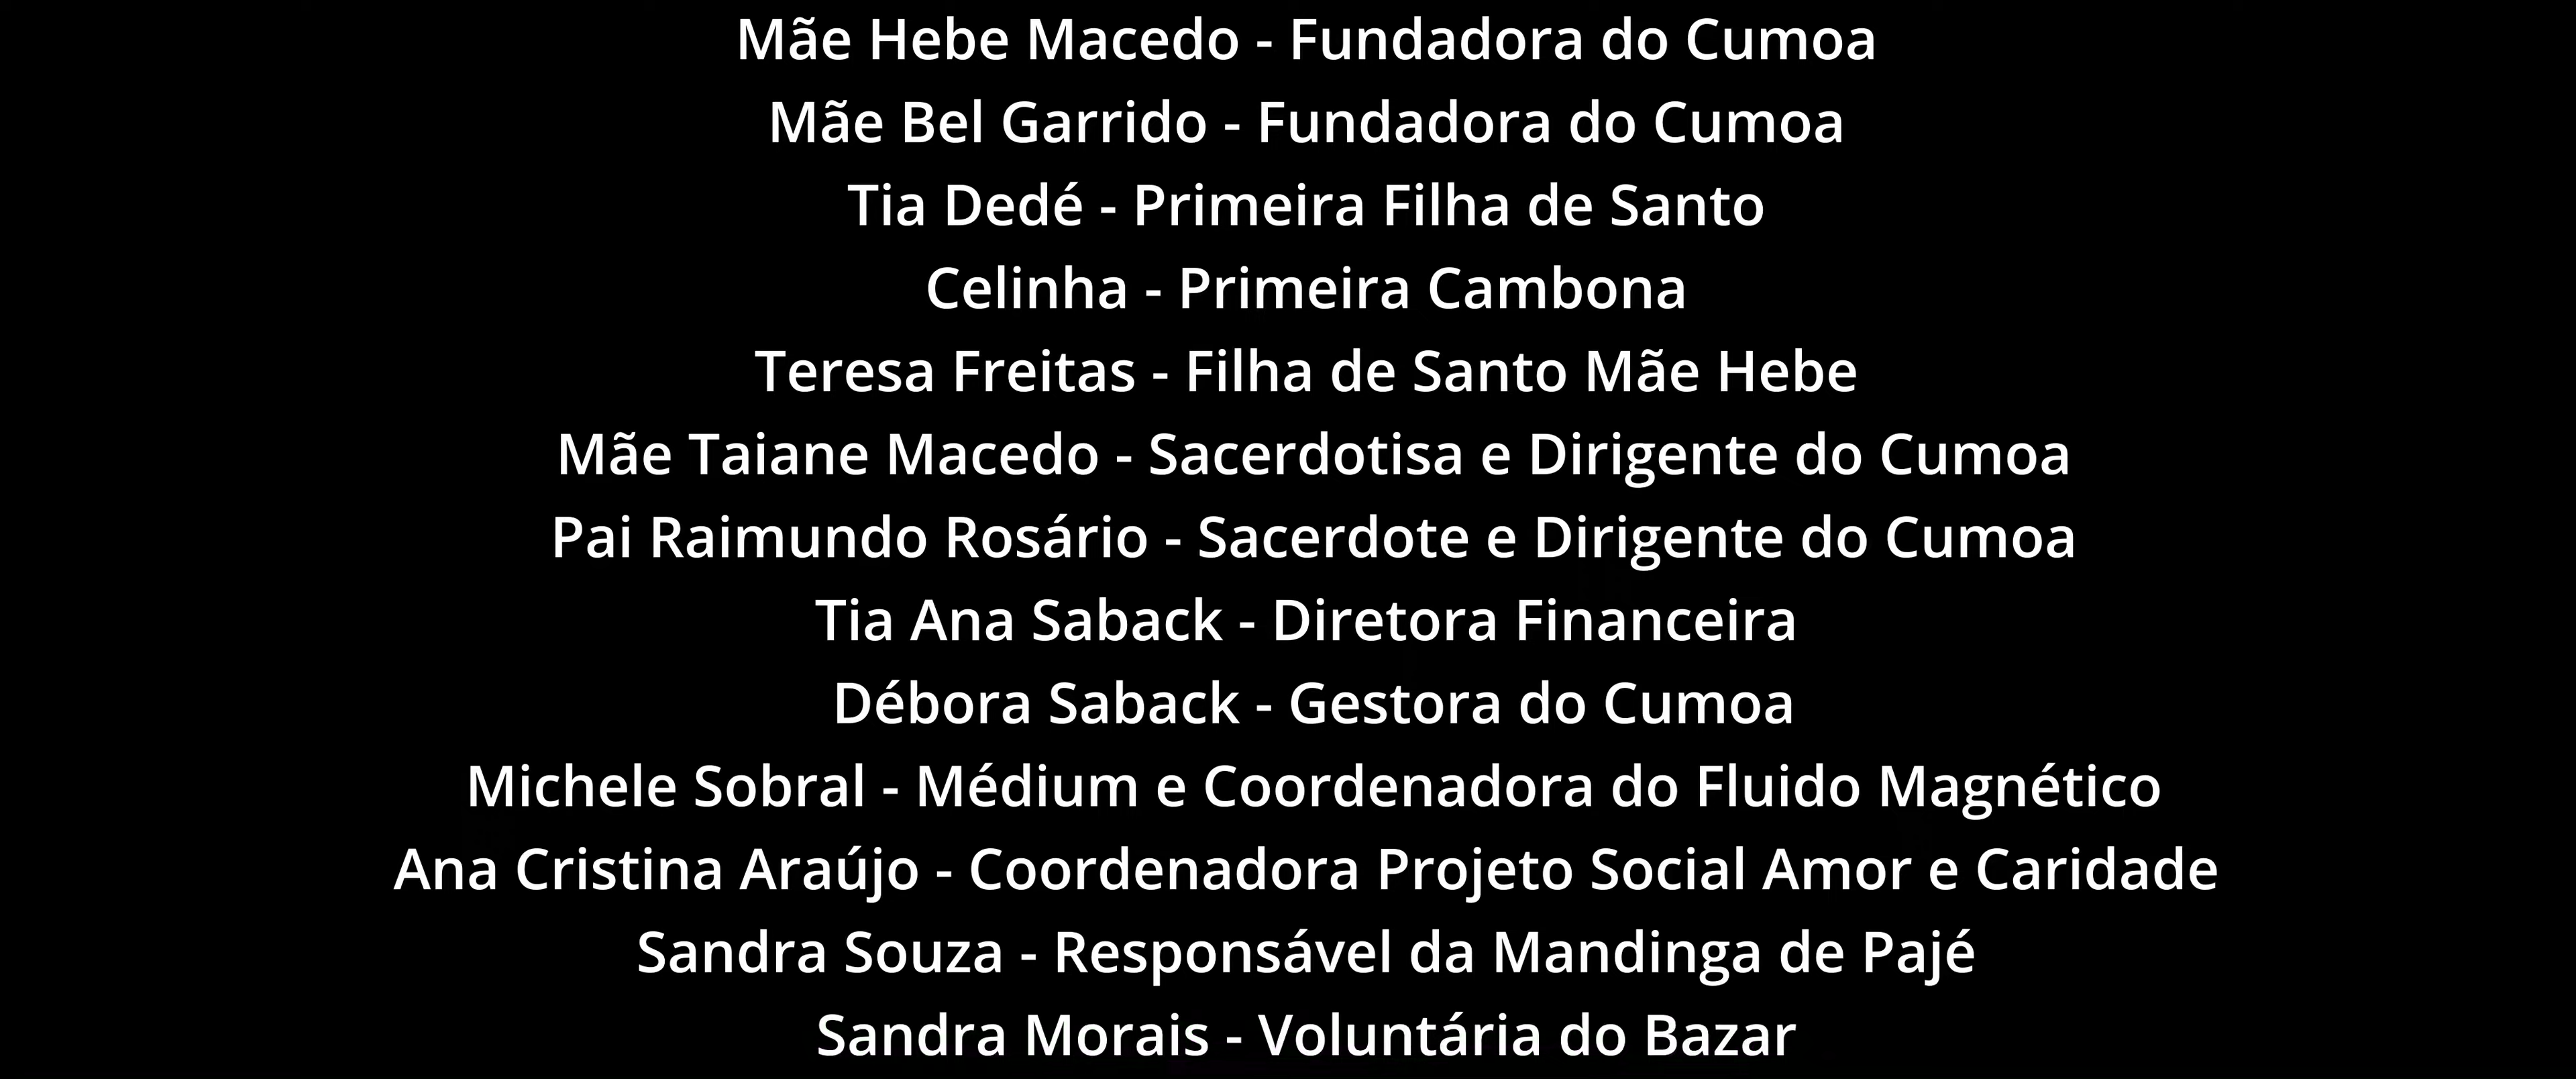 Mãe Hebe Macedo - Fundadora do Cumoa
Mãe Bel Garrido - Fundadora do Cumoa
Tia Dedé - Primeira Filha de Santo
Celinha - Primeira Cambona
Teresa Freitas - Filha de Santo Mãe Hebe
Mãe Taiane Macedo - Sacerdotisa e Dirigente do Cumoa
Pai Raimundo Rosário - Sacerdote e Dirigente do Cumoa
Tia Ana Saback - Diretora Financeira
Débora Saback - Gestora do Cumoa
Michele Sobral - Médium e Coordenadora do Fluido Magnético
Ana Cristina Araújo - Coordenadora Projeto Social Amor e Caridade
Sandra Souza - Responsável da Mandinga de Pajé
Sandra Morais - Voluntária do Bazar